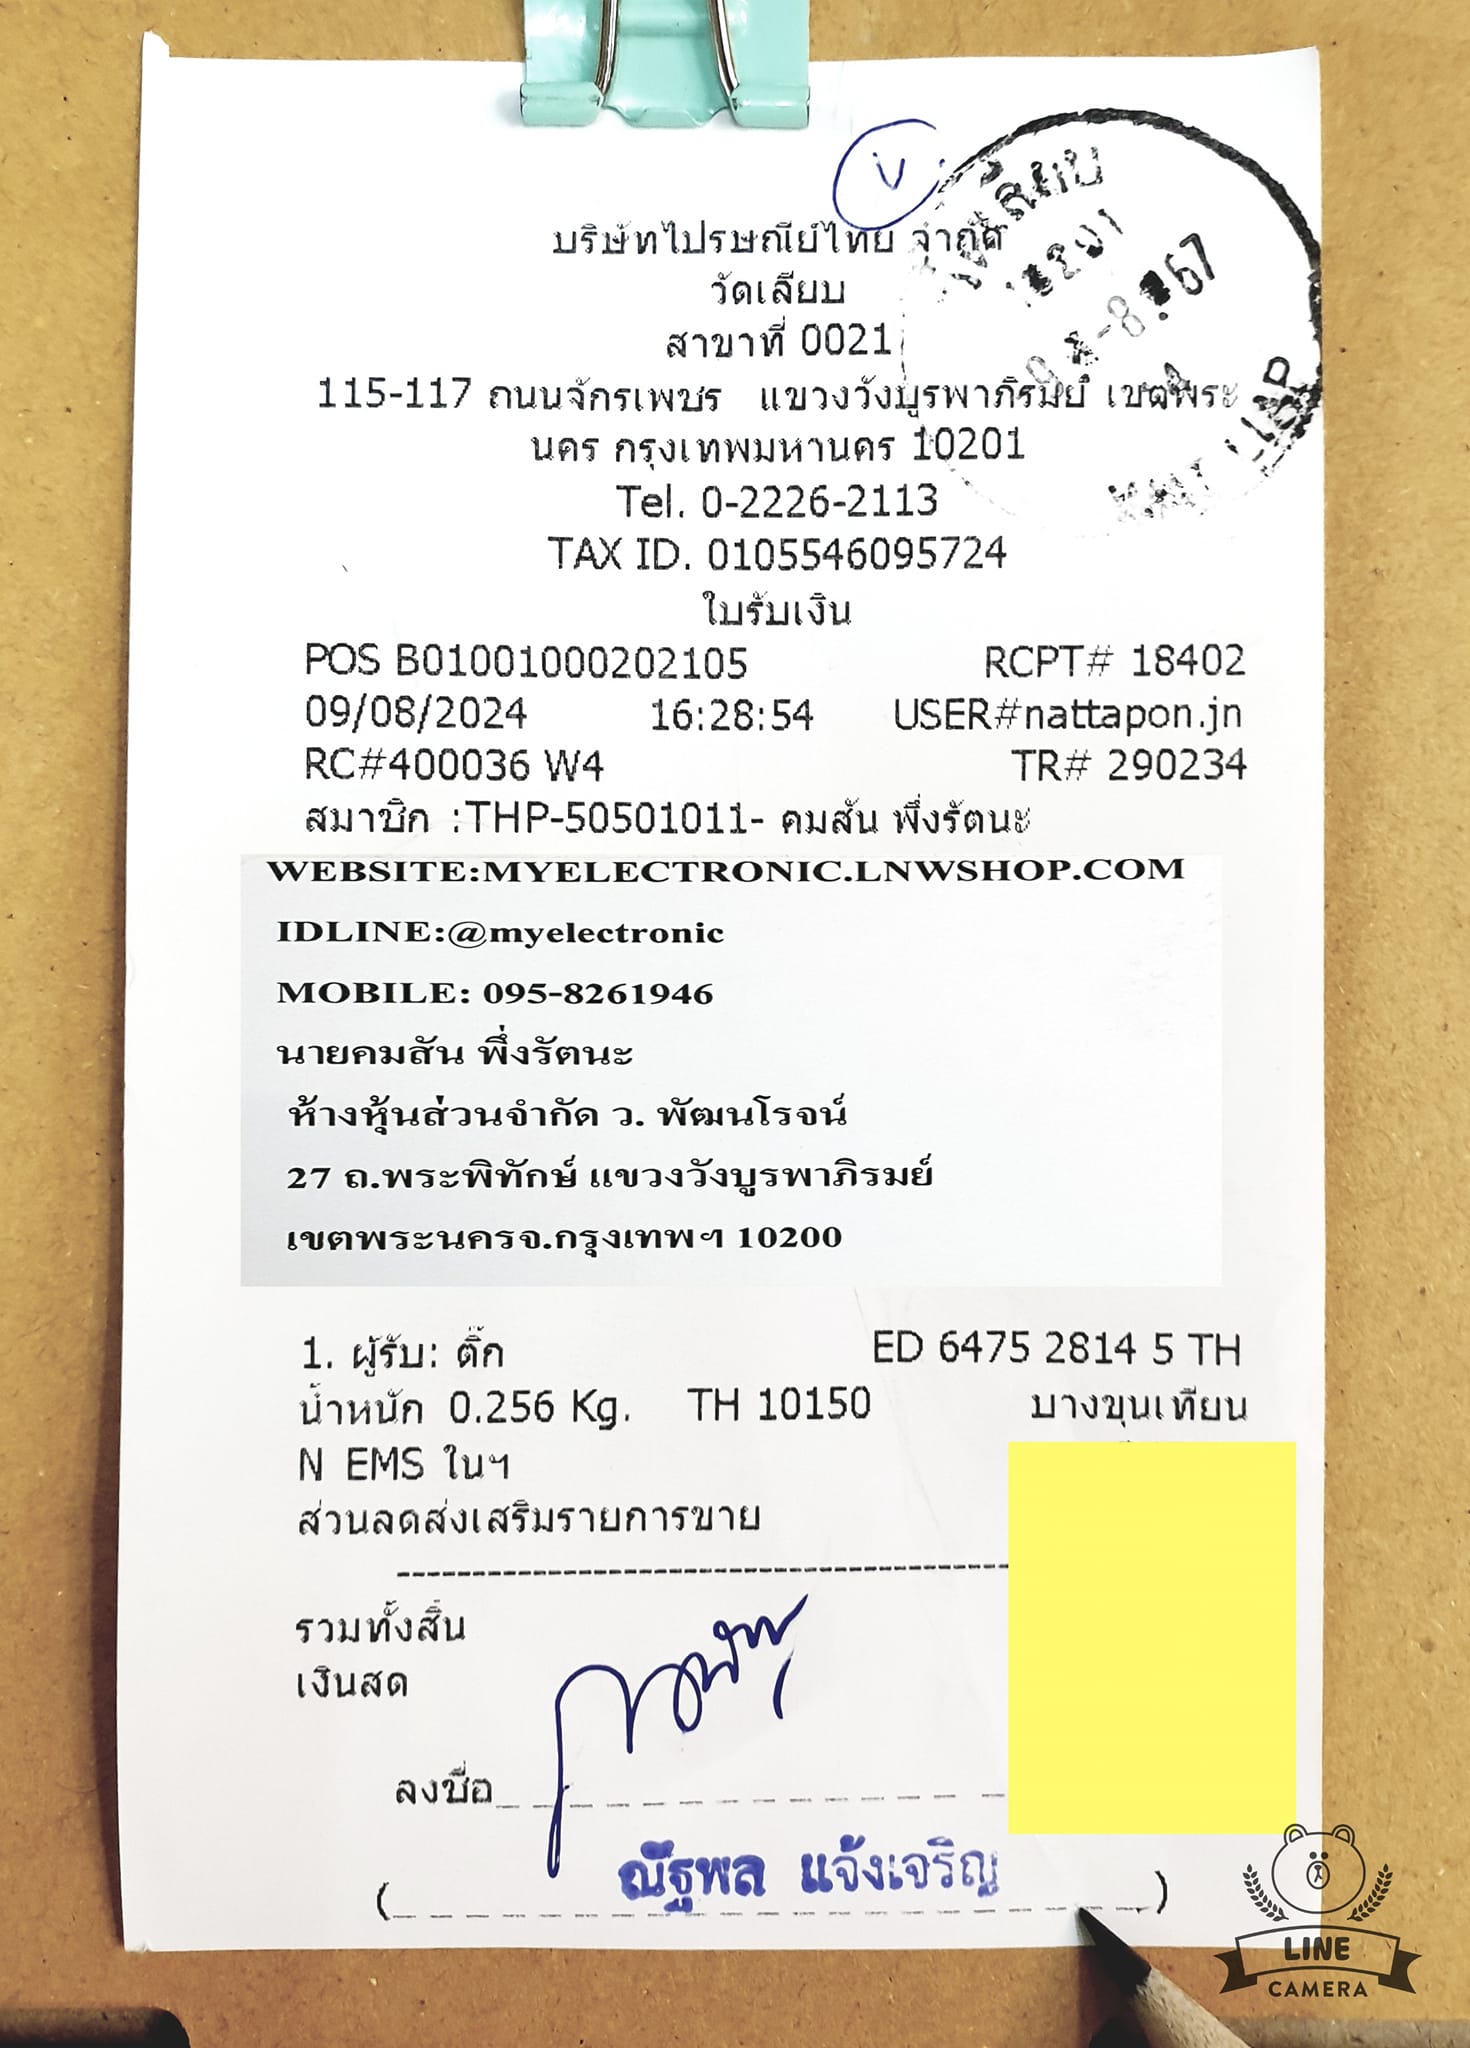 บริษัทไปรษณีย์ไทย จำกัด
วัดเลียบ
สาขาที่ 0021
115-117 ถนนจักรเพชร แขวงวังบูรพาภิรมย์ เขตพระ
นคร กรุงเทพมหานคร 10201
Tel. 0-2226-2113
TAX ID. 0105546095724
ใบรับเงิน
POS B01001000202105 RCPT# 18402
09/08/2024 16:28:54 USER#nattapon.jn
RC#400036 W4 TR# 290234
สมาชิก :THP-50501011- คมสัน พึ่งรัตนะ
WEBSITE:MYELECTRONIC.LNWSHOP.COM
IDLINE:@myelectronic
MOBILE: 095-8261946
นายคมสัน พึ่งรัตนะ
ห้างหุ้นส่วนจำกัด ว. พัฒนโรจน์
27 ถ.พระพิทักษ์ แขวงวังบูรพาภิรมย์
เขตพระนครจ.กรุงเทพฯ 10200
1. ผู้รับ: ติ๊ก ED 6475 2814 5 TH
น้ำหนัก 0.256 Kg. TH 10150 บางขุนเทียน
N EMS ในฯ
ส่วนลดส่งเสริมรายการขาย
รวมทั้งสิ้น
เงินสด
ลงชื่อ
(ณัฐพล แจ้งเจริญ)
LINE
CAMERA